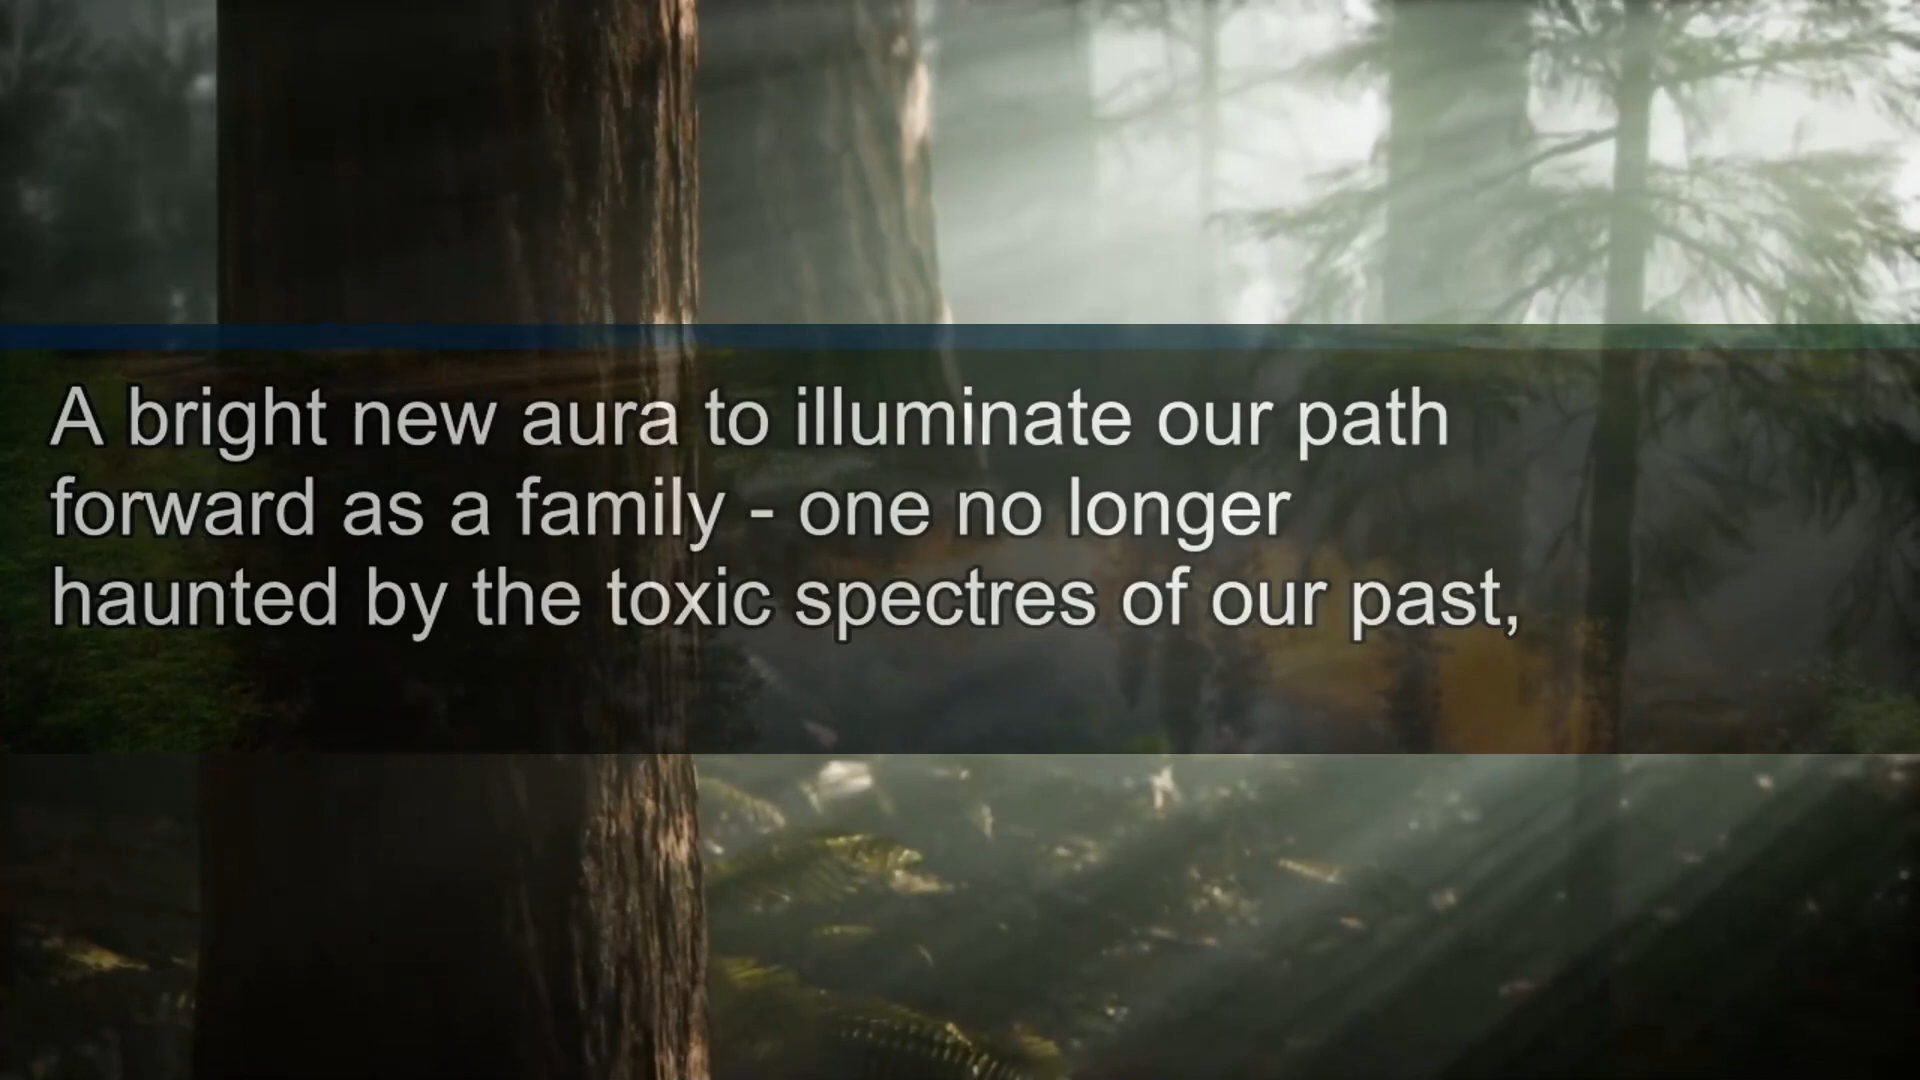 A bright new aura to illuminate our path
forward as a family - one no longer
haunted by the toxic spectres of our past,